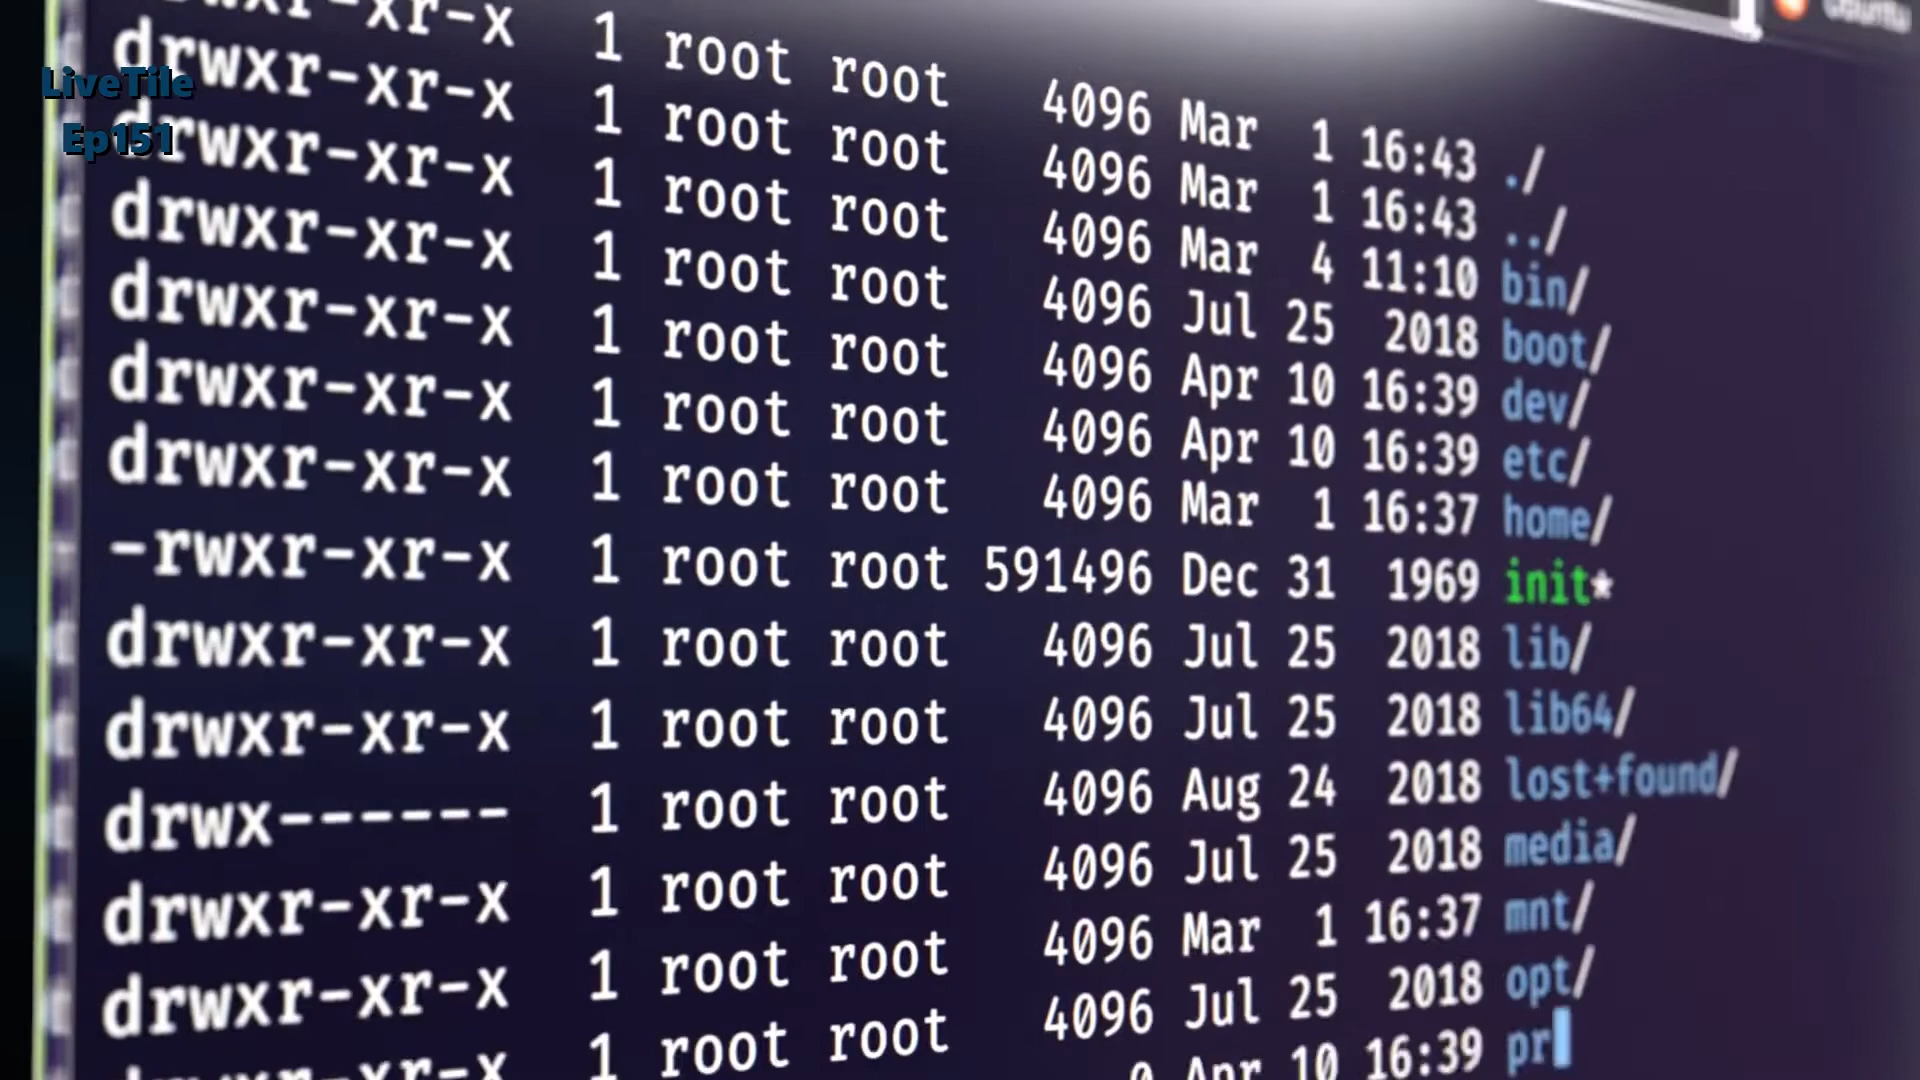 Ubuntu
LiveTile
Ep151
drwxr-xr-x 1 root root 4096 Mar 1 16:43 ./
drwxr-xr-x 1 root root 4096 Mar 1 16:43 ../
drwxr-xr-x 1 root root 4096 Mar 4 11:10 bin/
drwxr-xr-x 1 root root 4096 Jul 25 2018 boot/
drwxr-xr-x 1 root root 4096 Apr 10 16:39 dev/
drwxr-xr-x 1 root root 4096 Apr 10 16:39 etc/
drwxr-xr-x 1 root root 4096 Mar 1 16:37 home/
-rwxr-xr-x 1 root root 591496 Dec 31 1969 init*
drwxr-xr-x 1 root root 4096 Jul 25 2018 lib/
drwxr-xr-x 1 root root 4096 Jul 25 2018 lib64/
drwx------ 1 root root 4096 Aug 24 2018 lost+found/
drwxr-xr-x 1 root root 4096 Jul 25 2018 media/
drwxr-xr-x 1 root root 4096 Mar 1 16:37 mnt/
drwxr-xr-x 1 root root 4096 Jul 25 2018 opt/
0 Apr 10 16:39 pr